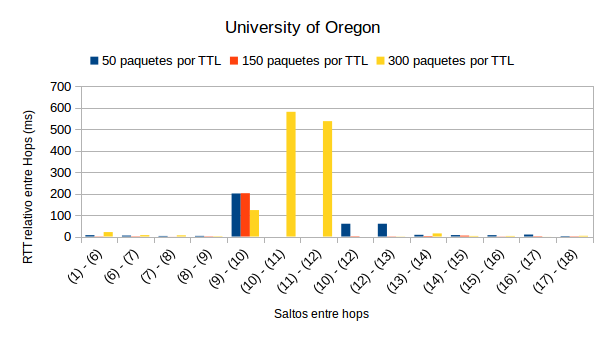 University of Oregon
50 paquetes por TTL 150 paquetes por TTL 300 paquetes por TTL
RTT relativo entre Hops (ms)
700
600
500
400
300
200
100
0
(1) - (6) (6) - (7) (7) - (8) (8) - (9) (9) - (10) (10) - (11) (11) - (12) (10) - (12) (12) - (13) (13) - (14) (14) - (15) (15) - (16) (16) - (17) (17) - (18)
Saltos entre hops